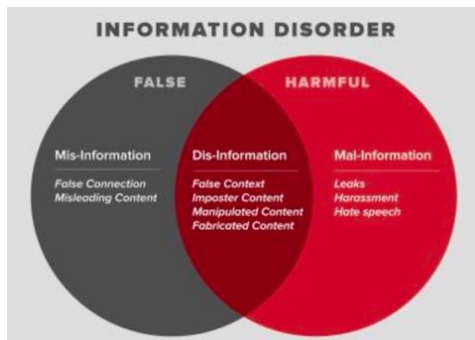 INFORMATION DISORDER
FALSE
HARMFUL
Mis-Information
False Connection
Misleading Content
Dis-Information
False Context
Imposter Content
Manipulated Content
Fabricated Content
Mal-Information
Leaks
Harassment
Hate speech